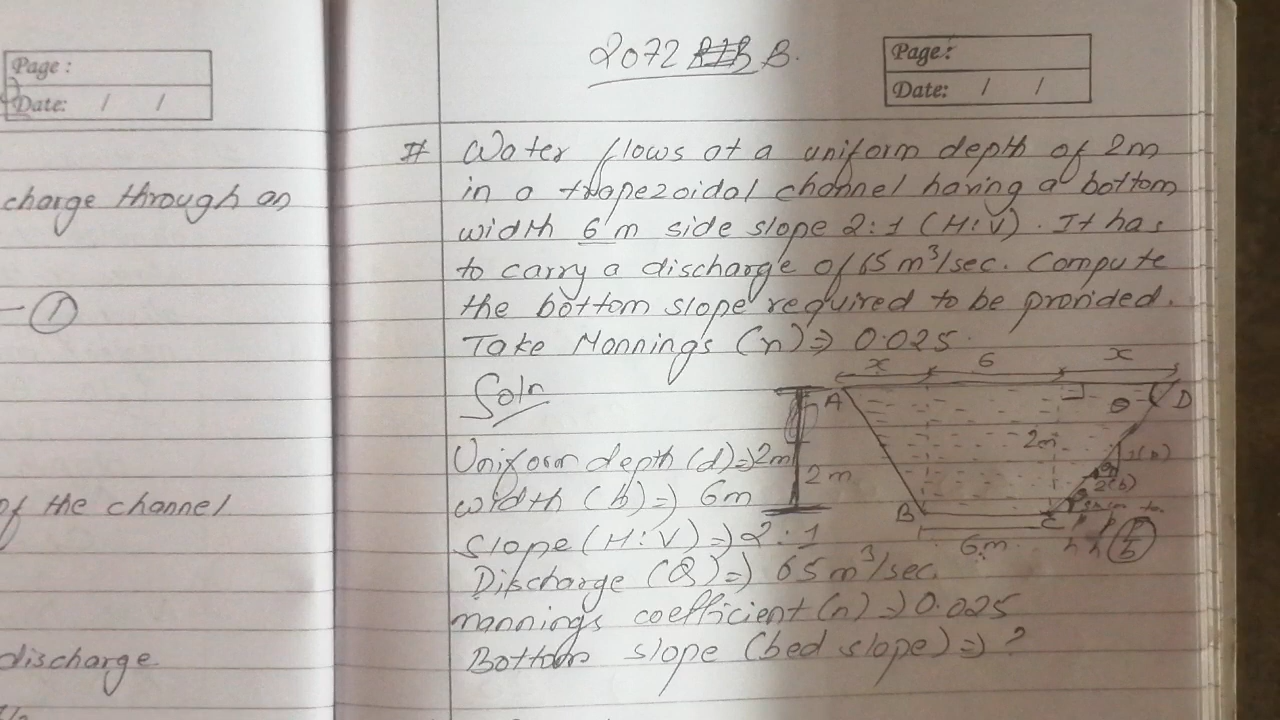 Page :
Date: / /
charge through an
- ①
of the channel
discharge.
2072 B.
Page:
Date: / /
# Water flows at a uniform depth of 2m
in a trapezoidal channel having a bottom
width 6 m side slope 2:1 (H:V). It has
to carry a discharge of 65 m³/sec. Compute
the bottom slope required to be provided.
Take Manning's (n) ⇒ 0.025.
Soln
x 6 x
A D
θ
2m
2m
1(p)
2(b)
B C
6m
p/b
Uniform depth (d) ⇒ 2m
width (b) ⇒ 6m
Slope (H:V) ⇒ 2:1
Discharge (Q) ⇒ 65 m³/sec.
mannings coefficient (n) ⇒ 0.025
Bottom slope (bed slope) ⇒ ?